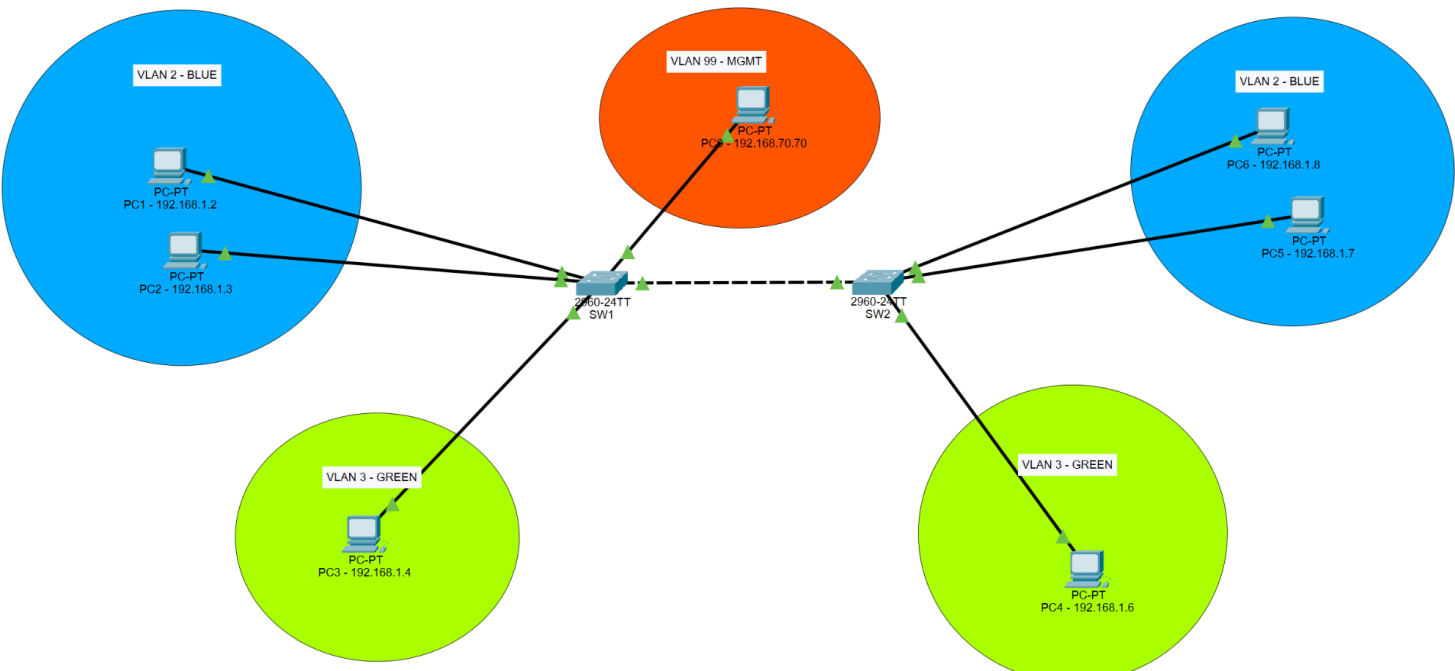 VLAN 2 - BLUE
PC-PT
PC1 - 192.168.1.2
PC-PT
PC2 - 192.168.1.3
VLAN 99 - MGMT
PC-PT
192.168.70.70
VLAN 2 - BLUE
PC-PT
PC6 - 192.168.1.8
PC-PT
PC5 - 192.168.1.7
2960-24TT
SW1
2960-24TT
SW2
VLAN 3 - GREEN
PC-PT
PC3 - 192.168.1.4
VLAN 3 - GREEN
PC-PT
PC4 - 192.168.1.6